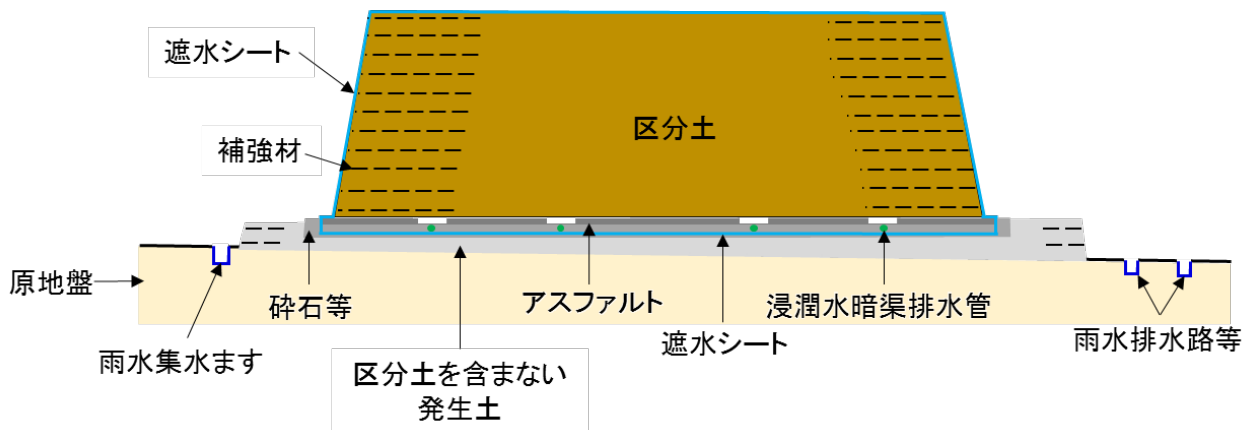 遮水シート
区分土
補強材
原地盤
砕石等
アスファルト
浸潤水暗渠排水管
雨水集水ます
遮水シート
雨水排水路等
区分土を含まない
発生土